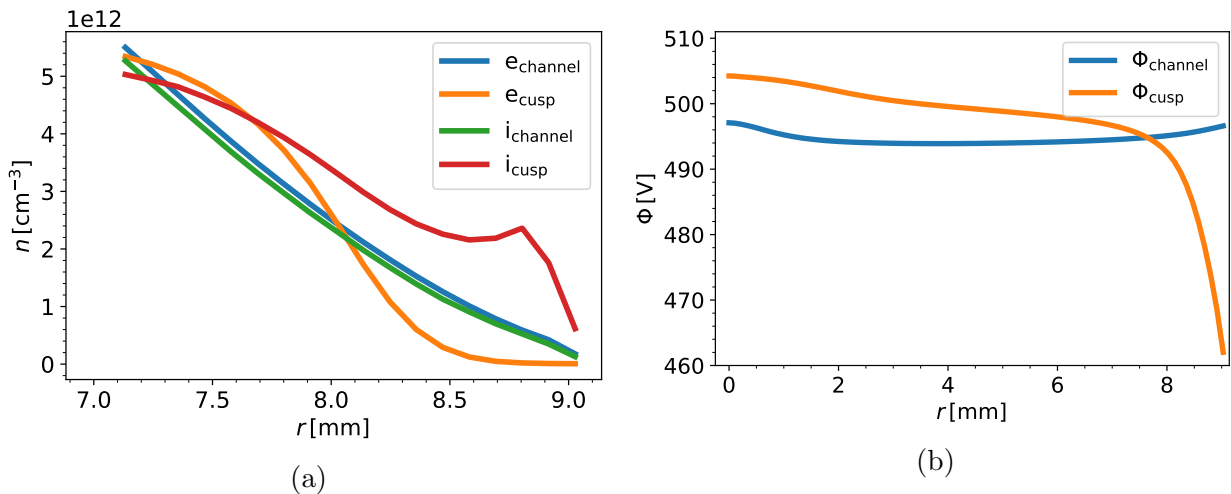 1e12
n [cm⁻³]
5
4
3
2
1
0
e_channel
e_cusp
i_channel
i_cusp
7.0 7.5 8.0 8.5 9.0
r [mm]
(a)
Φ [V]
510
500
490
480
470
460
Φ_channel
Φ_cusp
0 2 4 6 8
r [mm]
(b)